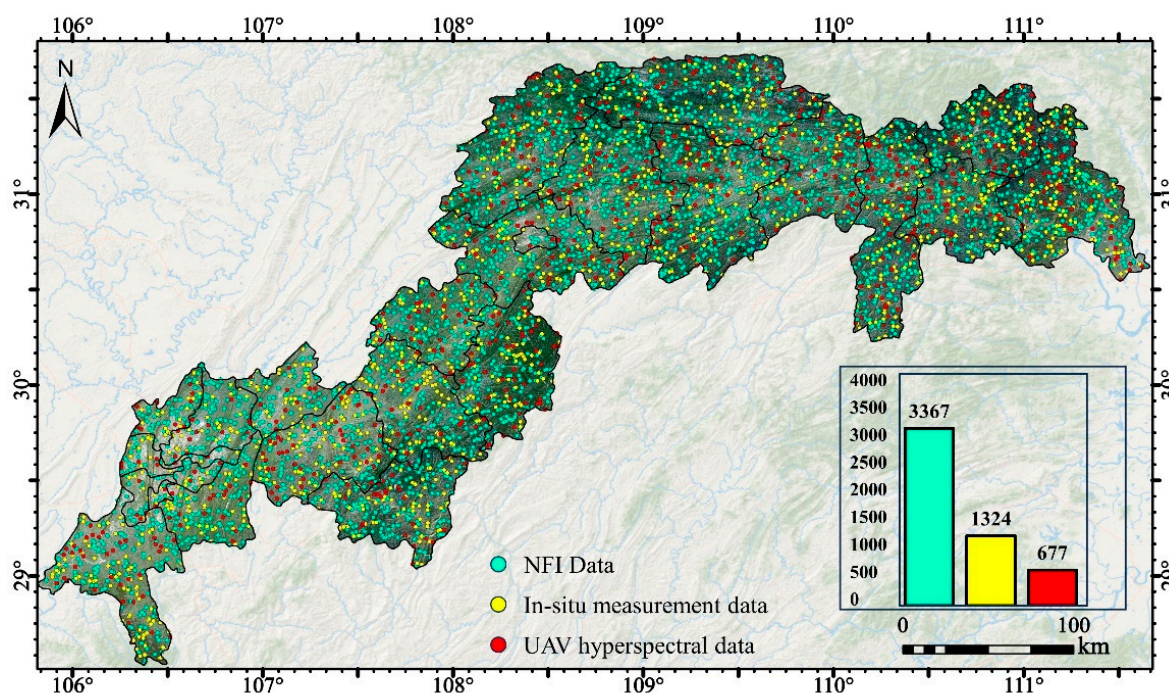 106° 107° 108° 109° 110° 111°
N
31° 31°
30° 30°
29° 29°
4000
3500
3000
2500
2000
1500
1000
500
0
3367
1324
677
NFI Data
In-situ measurement data
UAV hyperspectral data
0 100
km
106° 107° 108° 109° 110° 111°